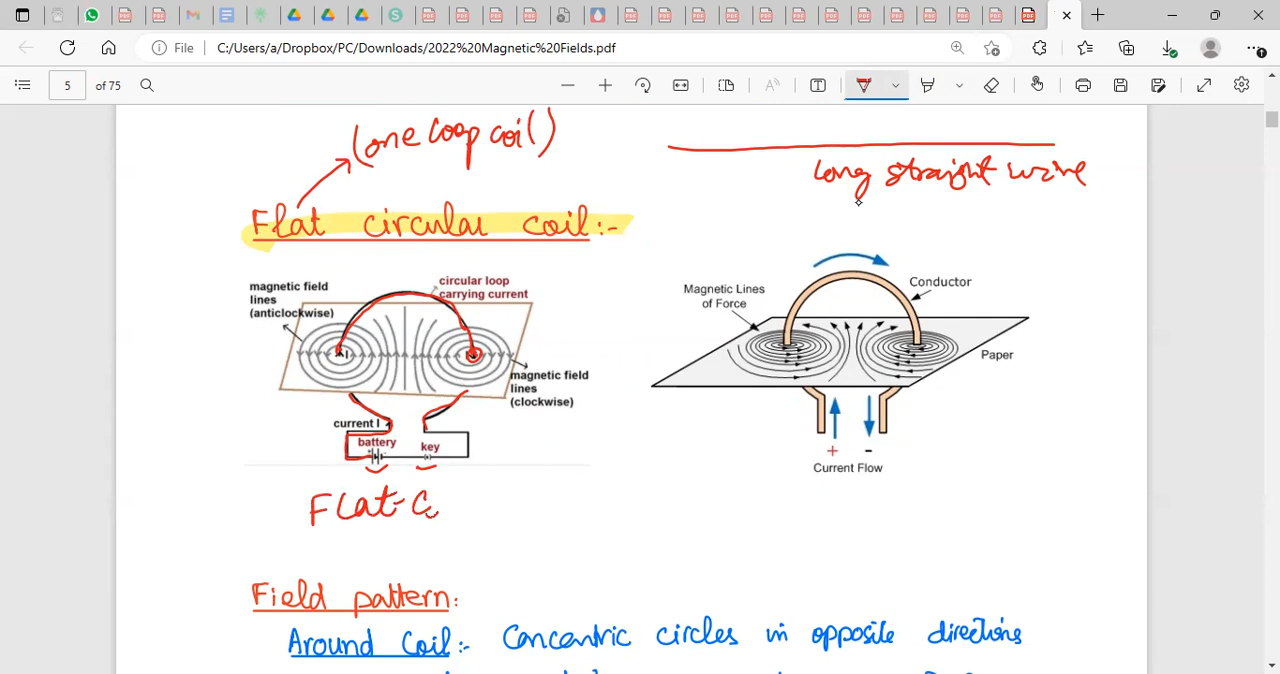 File
C:/Users/a/Dropbox/PC/Downloads/2022%20Magnetic%20Fields.pdf
5 of 75
(one loop coil)
long straight wire
Flat circular coil:-
magnetic field
lines
(anticlockwise)
circular loop
carrying current
magnetic field
lines
(clockwise)
current I
battery
key
Flat-C
Magnetic Lines
of Force
Conductor
Paper
+ -
Current Flow
Field pattern:
Around Coil:- Concentric circles in opposite directions